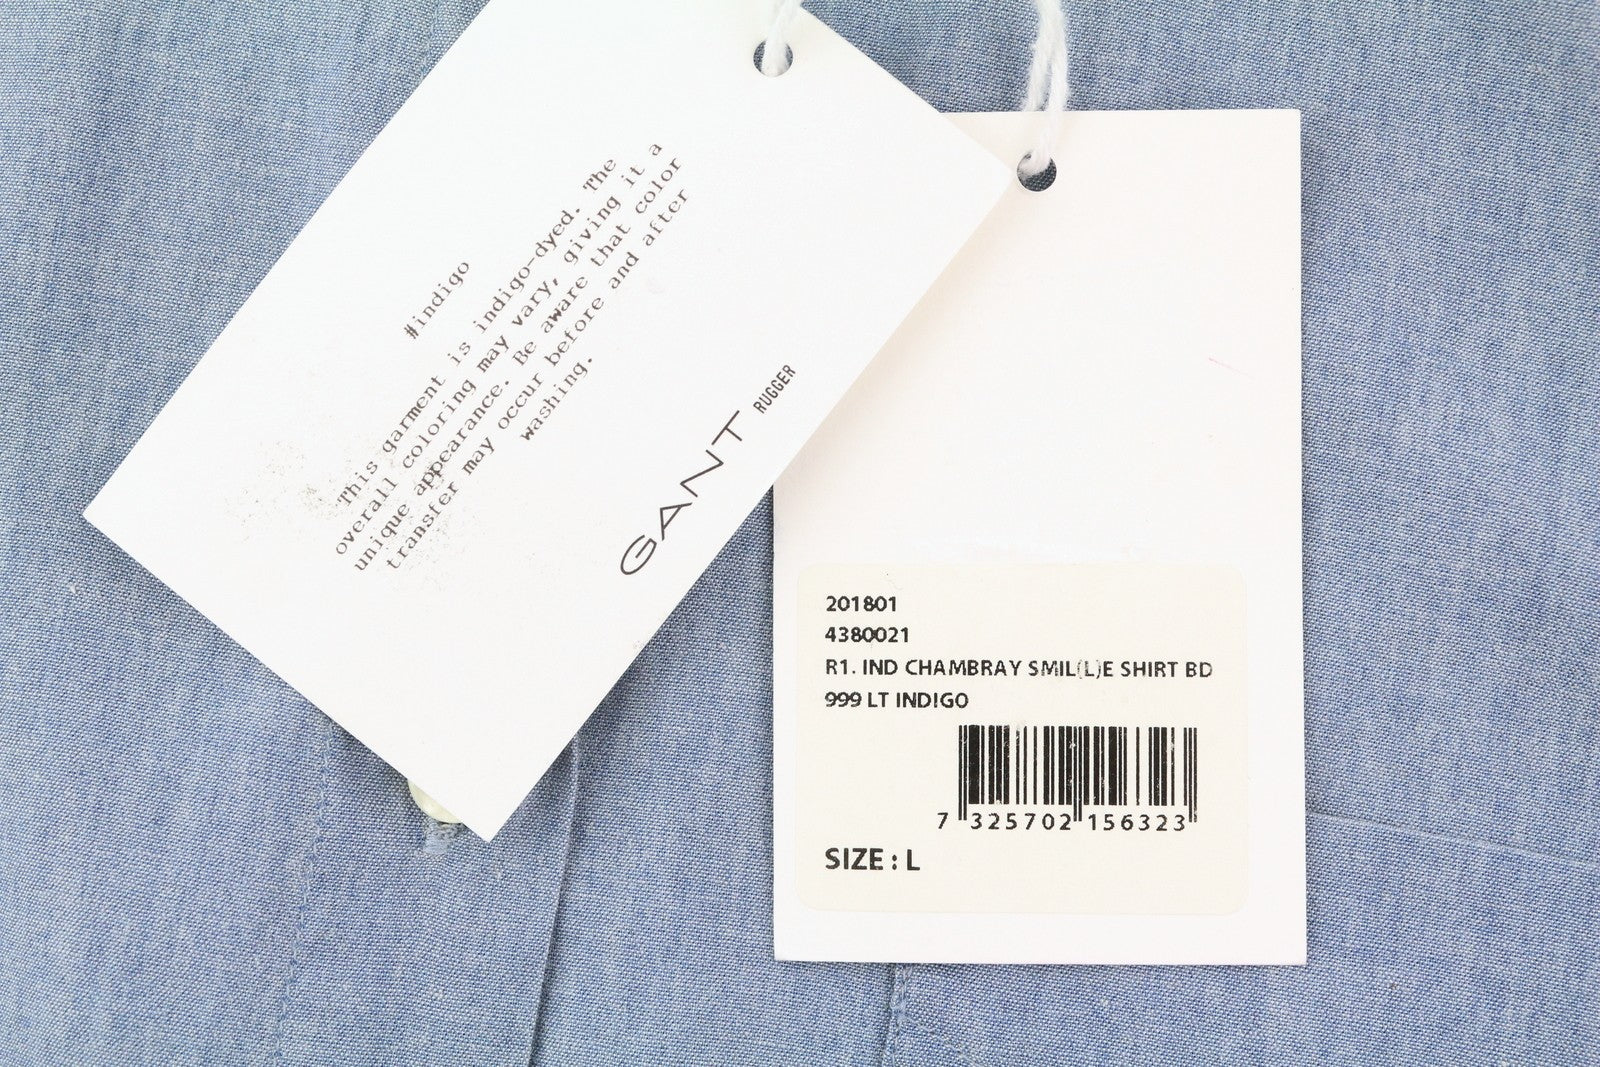 #indigo
This garment is indigo-dyed. The
overall coloring may vary, giving it a
unique appearance. Be aware that color
transfer may occur before and after
washing.
GANT RUGGER
201801
4380021
R1. IND CHAMBRAY SMIL(L)E SHIRT BD
999 LT INDIGO
7 325702 156323
SIZE : L